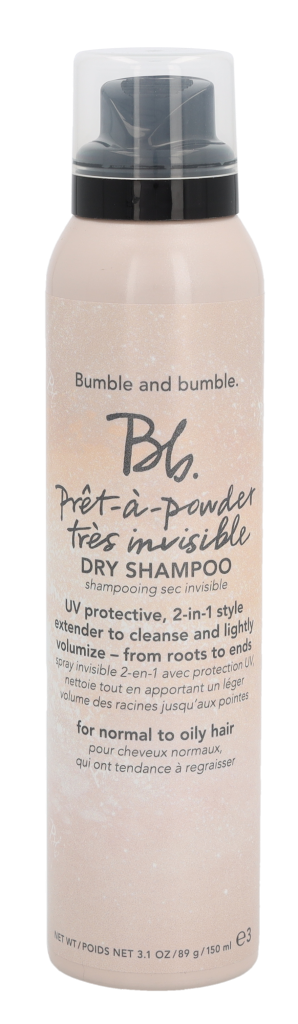 Bumble and bumble.
Bb.
Prêt-à-powder
très invisible
DRY SHAMPOO
shampooing sec invisible
UV protective, 2-in-1 style
extender to cleanse and lightly
volumize – from roots to ends
spray invisible 2-en-1 avec protection UV,
nettoie tout en apportant un léger
volume des racines jusqu'aux pointes
for normal to oily hair
pour cheveux normaux,
qui ont tendance à regraisser
NET WT/POIDS NET 3.1 OZ/89 g/150 ml ℮3